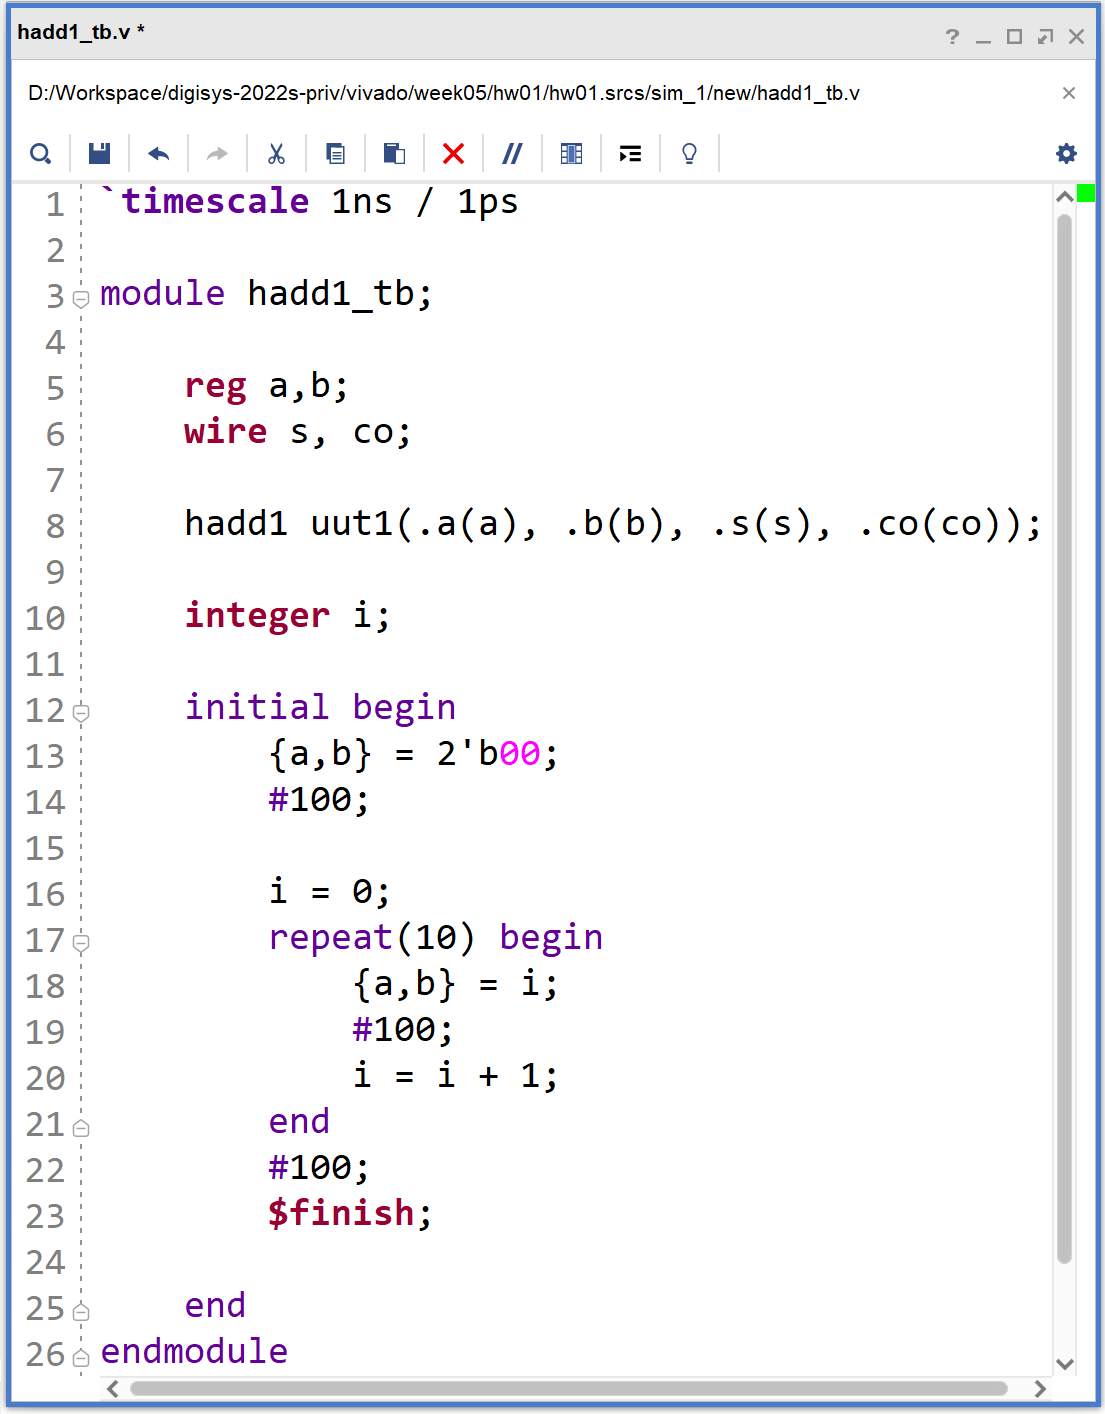 hadd1_tb.v *
D:/Workspace/digisys-2022s-priv/vivado/week05/hw01/hw01.srcs/sim_1/new/hadd1_tb.v
1 `timescale 1ns / 1ps
2
3 module hadd1_tb;
4
5     reg a,b;
6     wire s, co;
7
8     hadd1 uut1(.a(a), .b(b), .s(s), .co(co));
9
10     integer i;
11
12     initial begin
13         {a,b} = 2'b00;
14         #100;
15
16         i = 0;
17         repeat(10) begin
18             {a,b} = i;
19             #100;
20             i = i + 1;
21         end
22         #100;
23         $finish;
24
25     end
26 endmodule